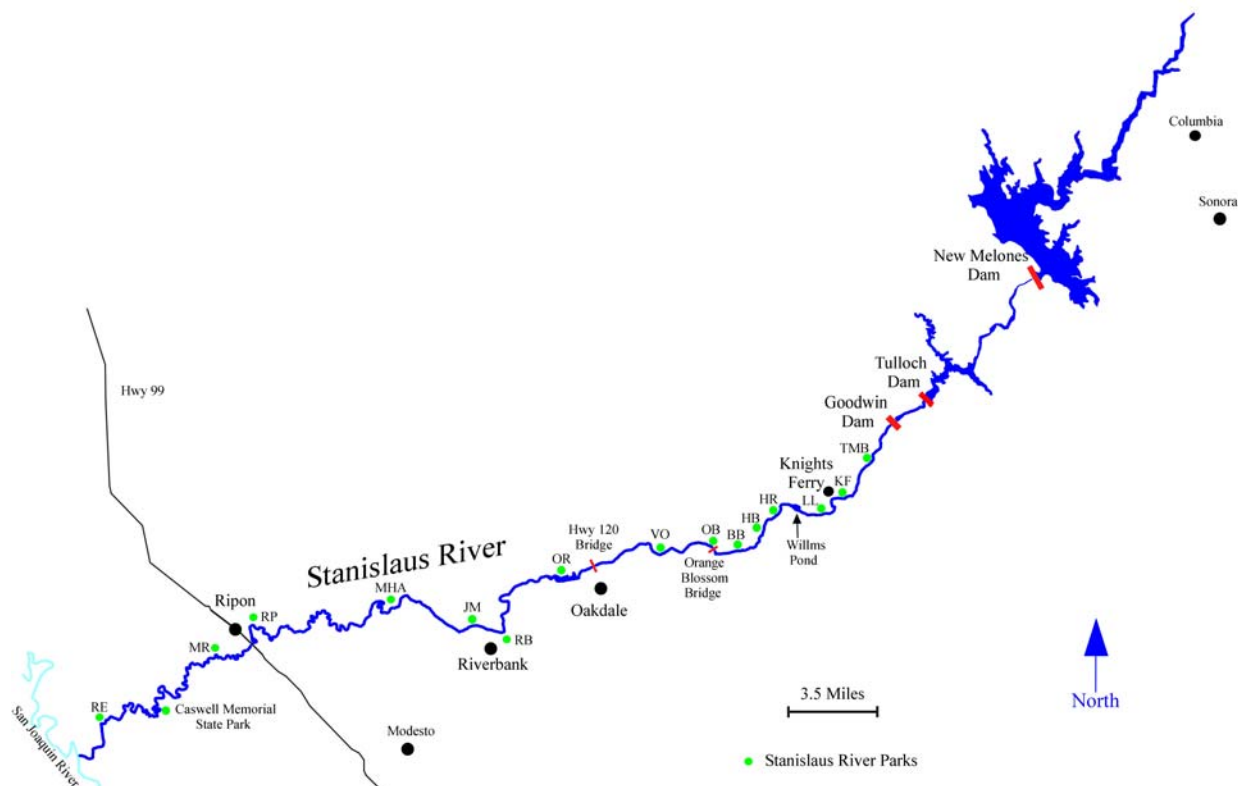 Columbia
Sonora
New Melones
Dam
Tulloch
Dam
Hwy 99
Goodwin
Dam
TMB
Knights
Ferry
KF
LL
HR
HB
Willms
Pond
OB
BB
Orange
Blossom
Bridge
VO
Hwy 120
Bridge
OR
Oakdale
Stanislaus River
MHA
JM
RB
Riverbank
Ripon
RP
MR
RE
Caswell Memorial
State Park
San Joaquin River
Modesto
3.5 Miles
North
Stanislaus River Parks